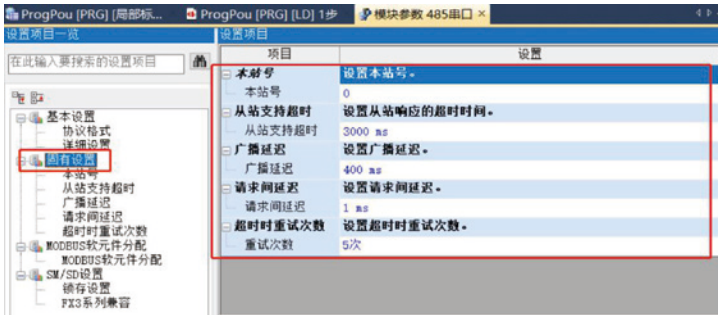 ProgPou [PRG] [局部标... ProgPou [PRG] [LD] 1步 模块参数 485串口 ×
设置项目一览 设置项目
在此输入要搜索的设置项目 项目 设置
本站号 设置本站号。
本站号 0
从站支持超时 设置从站响应的超时时间。
从站支持超时 3000 ms
广播延迟 设置广播延迟。
广播延迟 400 ms
请求间延迟 设置请求间延迟。
请求间延迟 1 ms
超时时重试次数 设置超时时重试次数。
重试次数 5次
基本设置
协议格式
详细设置
固有设置
本站号
从站支持超时
广播延迟
请求间延迟
超时时重试次数
MODBUS软元件分配
MODBUS软元件分配
SM/SD设置
锁存设置
FX3系列兼容